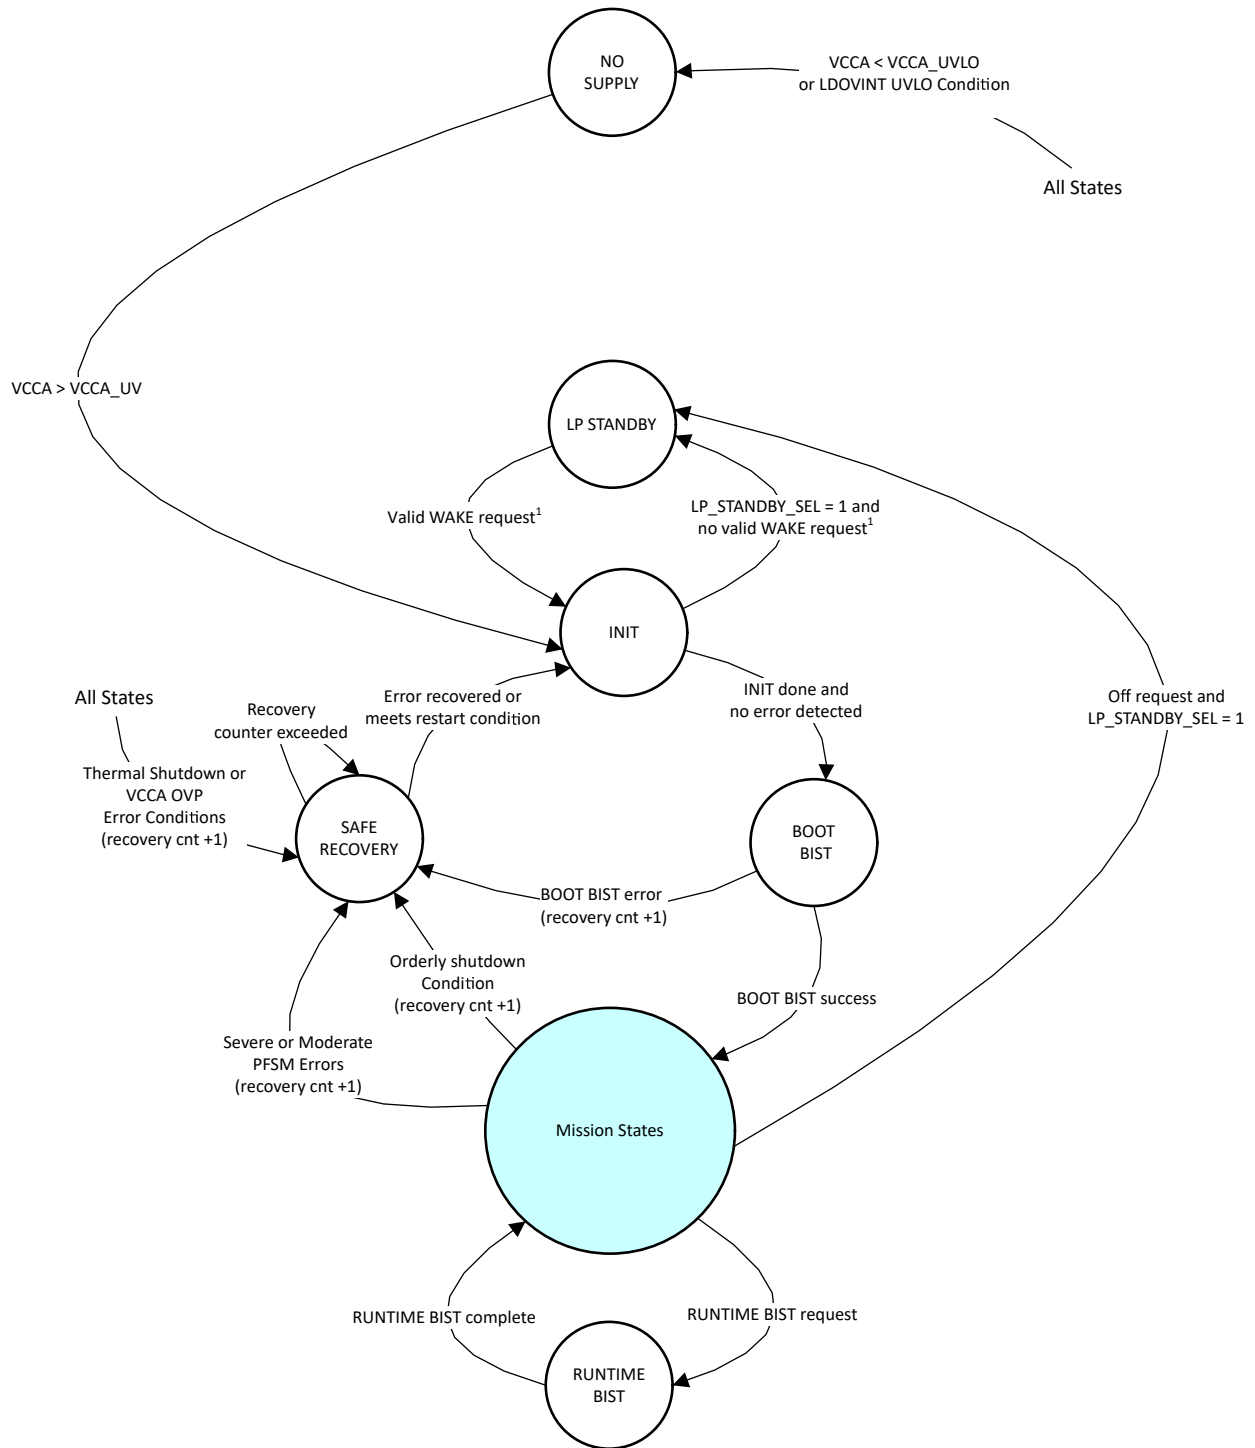 NO
SUPPLY
VCCA < VCCA_UVLO
or LDOVINT UVLO Condition
All States
VCCA > VCCA_UV
LP STANDBY
Valid WAKE request¹
LP_STANDBY_SEL = 1 and
no valid WAKE request¹
INIT
All States
Recovery
counter exceeded
Error recovered or
meets restart condition
INIT done and
no error detected
Off request and
LP_STANDBY_SEL = 1
Thermal Shutdown or
VCCA OVP
Error Conditions
(recovery cnt +1)
SAFE
RECOVERY
BOOT
BIST
BOOT BIST error
(recovery cnt +1)
Orderly shutdown
Condition
(recovery cnt +1)
BOOT BIST success
Severe or Moderate
PFSM Errors
(recovery cnt +1)
Mission States
RUNTIME BIST complete
RUNTIME BIST request
RUNTIME
BIST